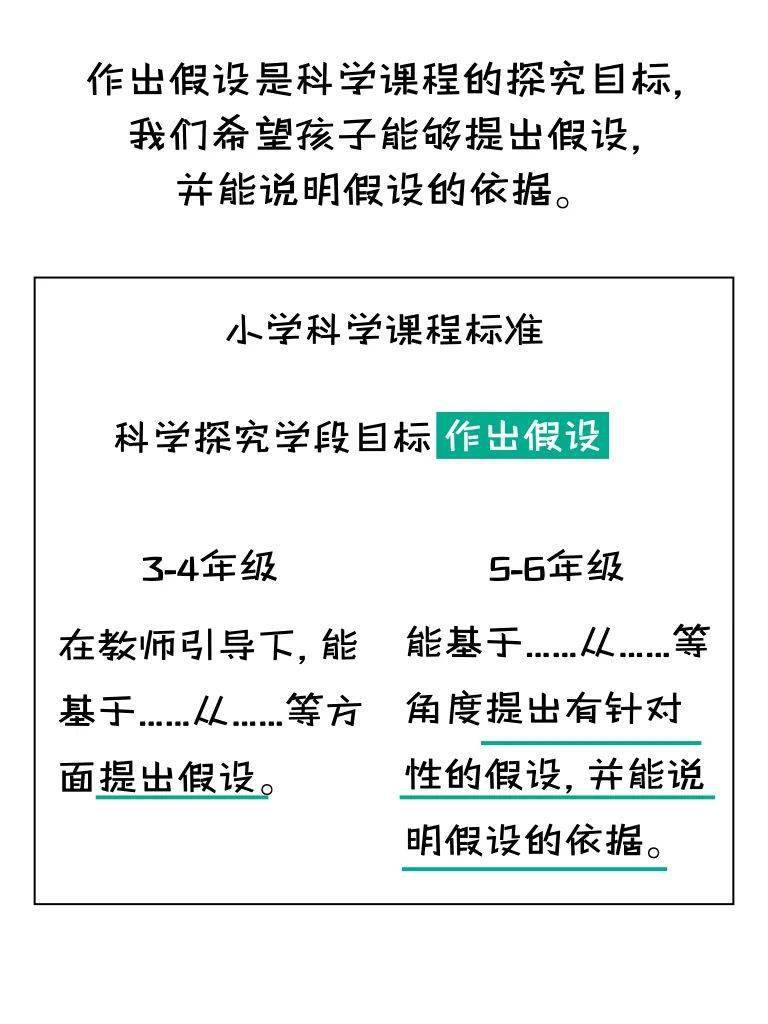 作出假设是科学课程的探究目标,
我们希望孩子能够提出假设,
并能说明假设的依据。
小学科学课程标准
科学探究学段目标 作出假设
3-4年级
在教师引导下, 能
基于……从……等方
面提出假设。
5-6年级
能基于……从……等
角度提出有针对
性的假设, 并能说
明假设的依据。